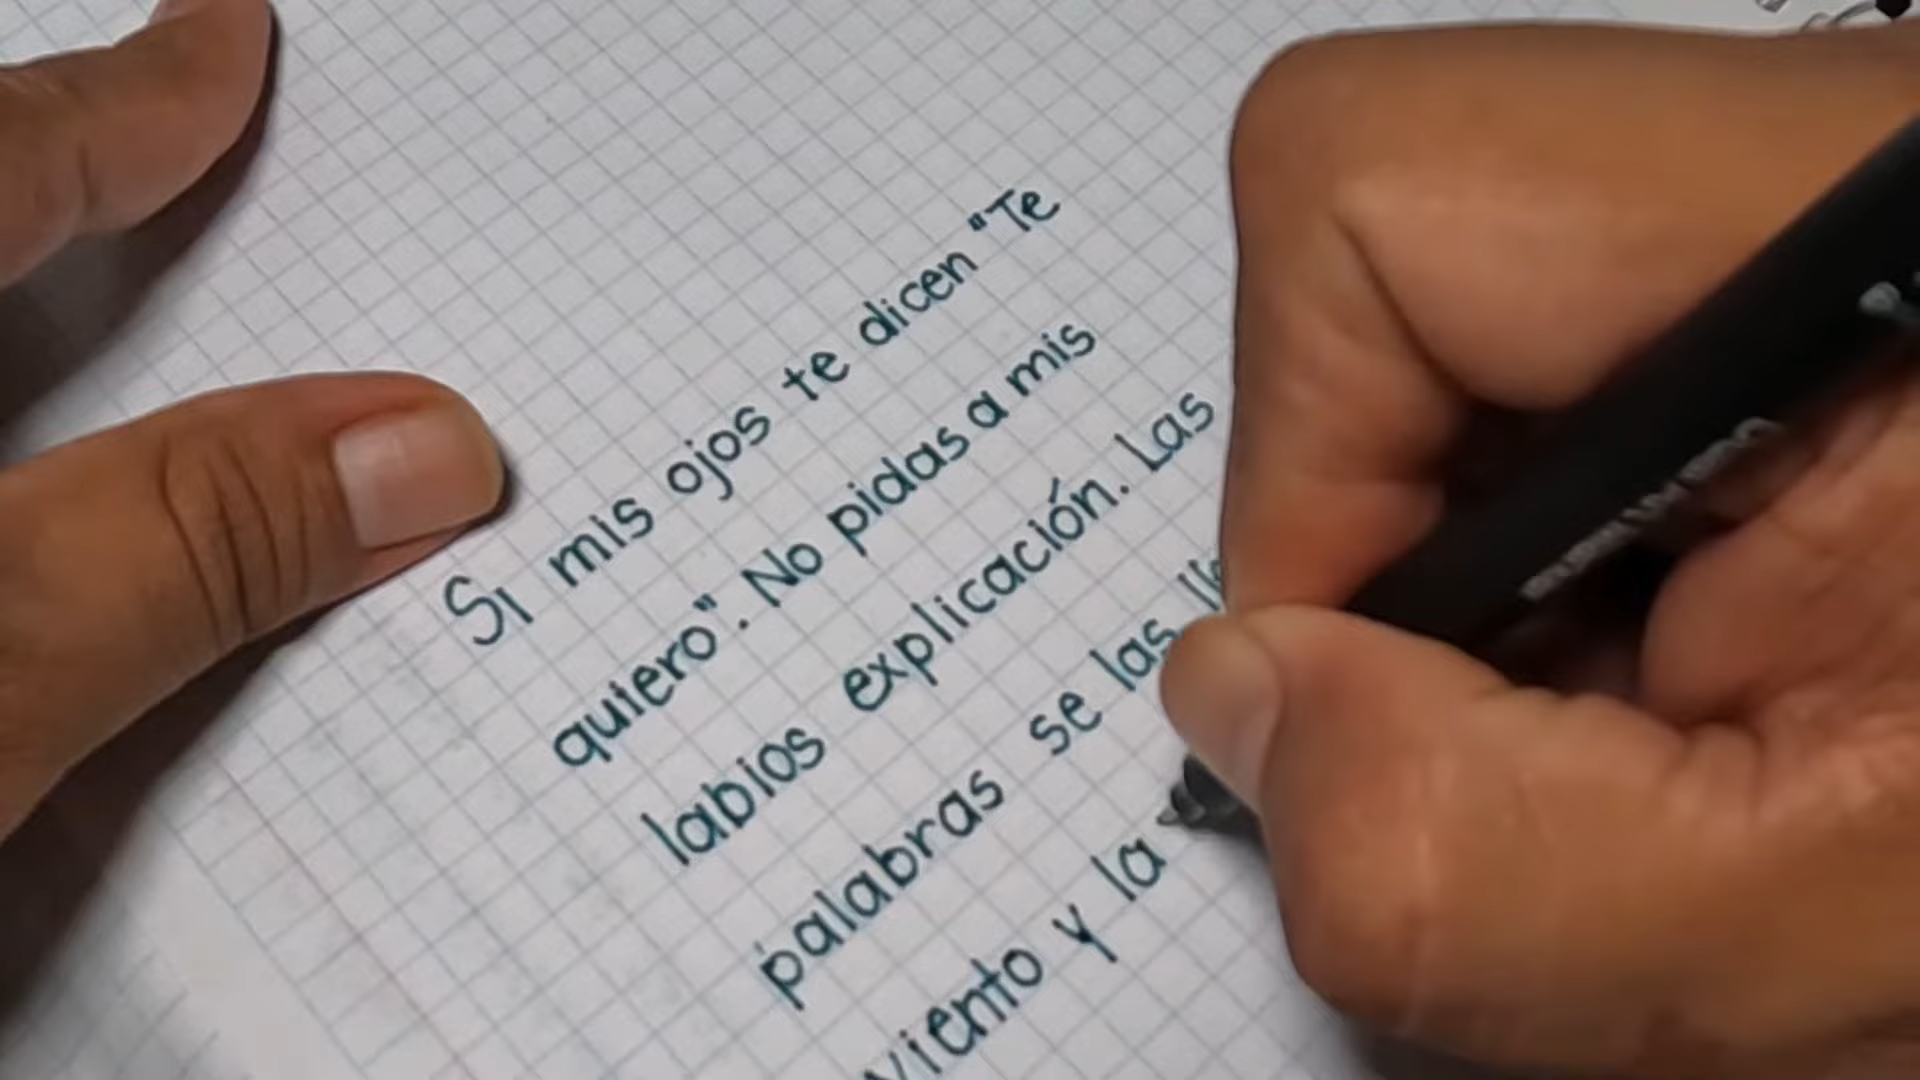 Si mis ojos te dicen "Te
quiero". No pidas a mis
labios explicación. Las
palabras se las
viento y la